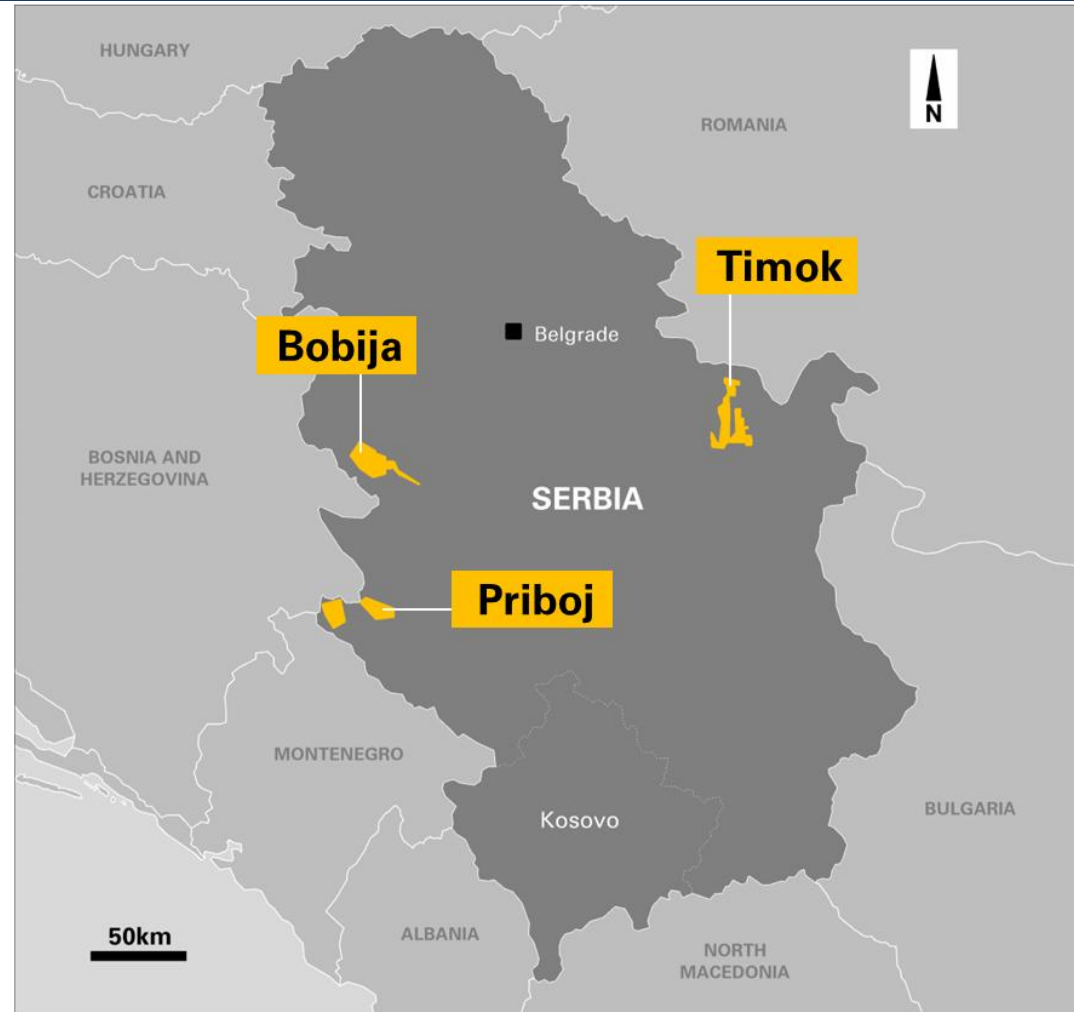 HUNGARY
N
ROMANIA
CROATIA
Timok
Bobija
Belgrade
BOSNIA AND
HERZEGOVINA
SERBIA
Priboj
MONTENEGRO
Kosovo
BULGARIA
50km
ALBANIA
NORTH
MACEDONIA